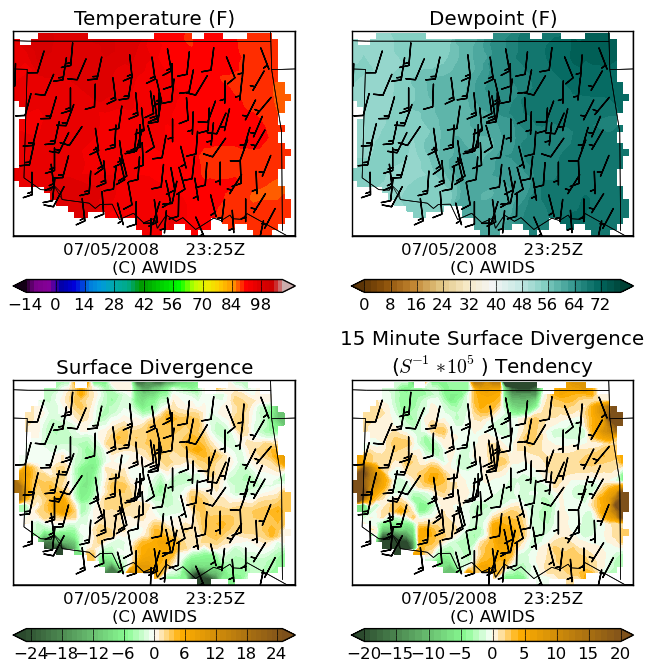 Temperature (F)
Dewpoint (F)
07/05/2008 23:25Z
(C) AWIDS
07/05/2008 23:25Z
(C) AWIDS
−14 0 14 28 42 56 70 84 98
0 8 16 24 32 40 48 56 64 72
Surface Divergence
15 Minute Surface Divergence
(S⁻¹ *10⁵ ) Tendency
07/05/2008 23:25Z
(C) AWIDS
07/05/2008 23:25Z
(C) AWIDS
−24 −18 −12 −6 0 6 12 18 24
−20 −15 −10 −5 0 5 10 15 20